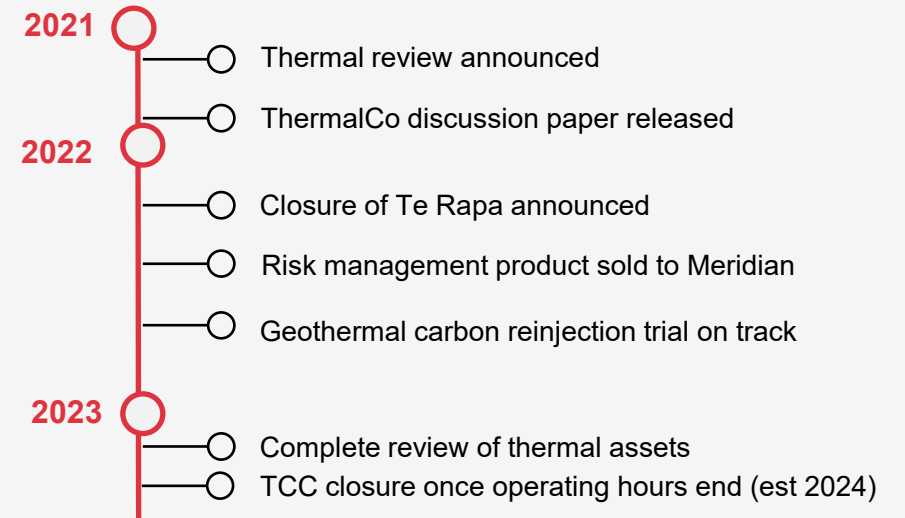 2021
Thermal review announced
ThermalCo discussion paper released
2022
Closure of Te Rapa announced
Risk management product sold to Meridian
Geothermal carbon reinjection trial on track
2023
Complete review of thermal assets
TCC closure once operating hours end (est 2024)